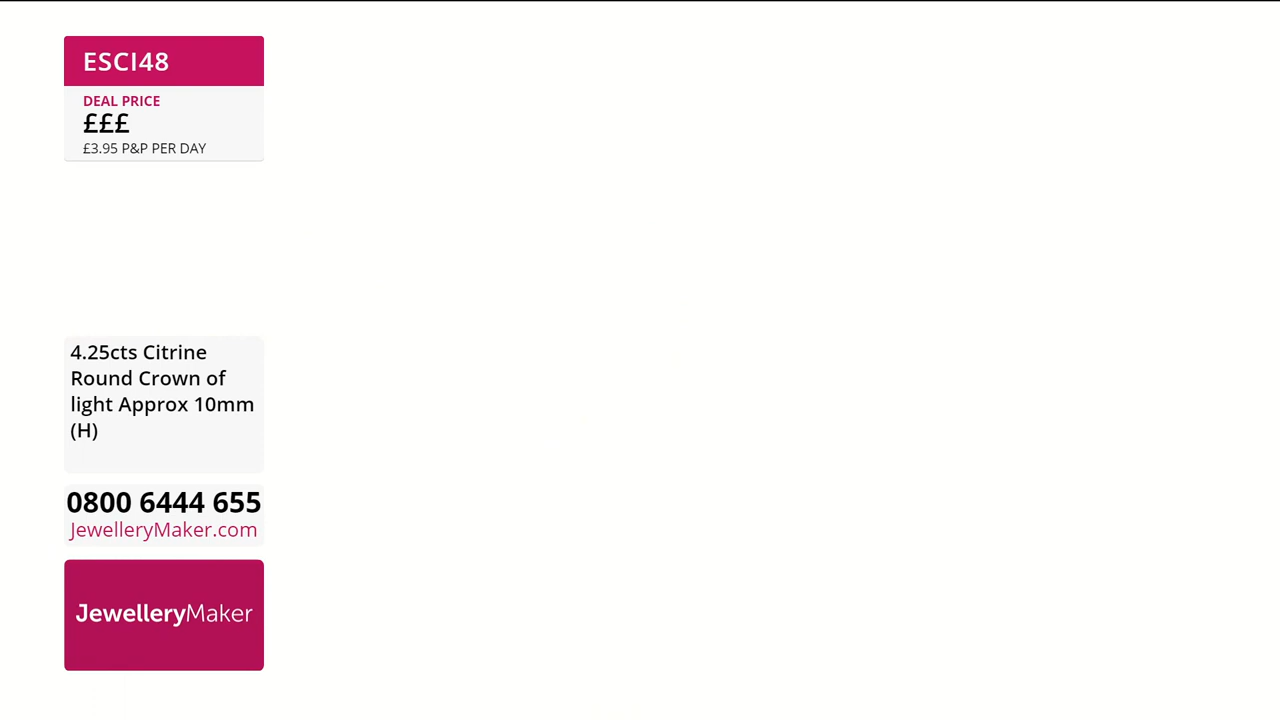 ESCI48
DEAL PRICE
£££
£3.95 P&P PER DAY
4.25cts Citrine
Round Crown of
light Approx 10mm
(H)
0800 6444 655
JewelleryMaker.com
JewelleryMaker